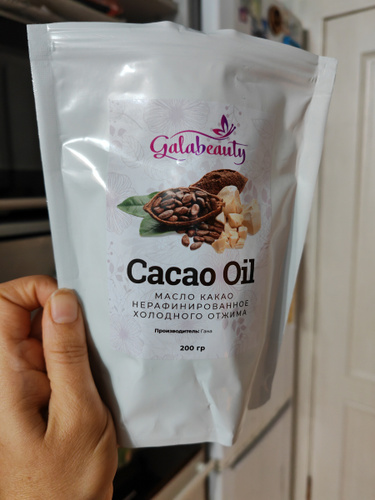 Galabeauty
Cacao Oil
МАСЛО КАКАО
НЕРАФИНИРОВАННОЕ
ХОЛОДНОГО ОТЖИМА
Производитель: Гана
200 гр